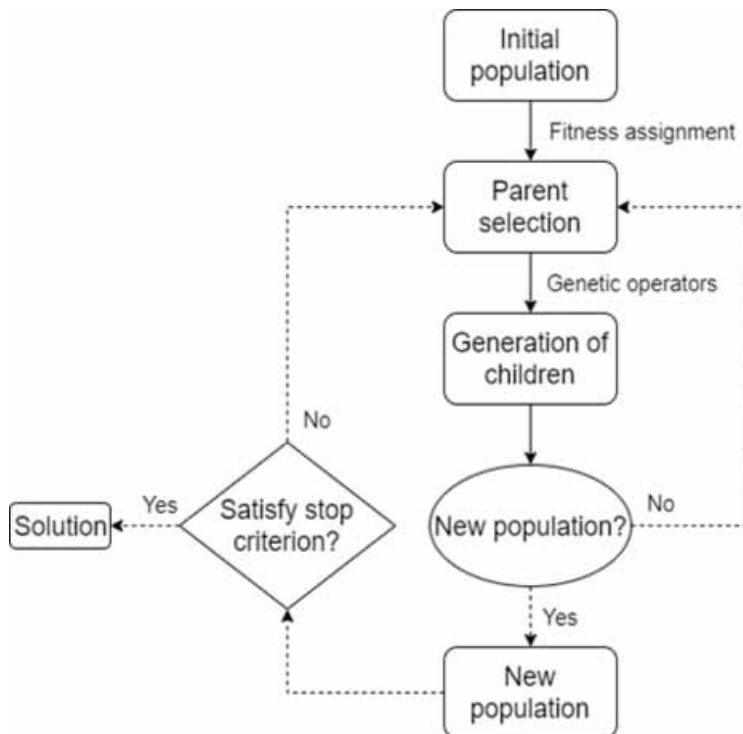 Initial
population
Fitness assignment
Parent
selection
Genetic operators
Generation of
children
No
Yes
Solution
Satisfy stop
criterion?
New population?
No
Yes
New
population